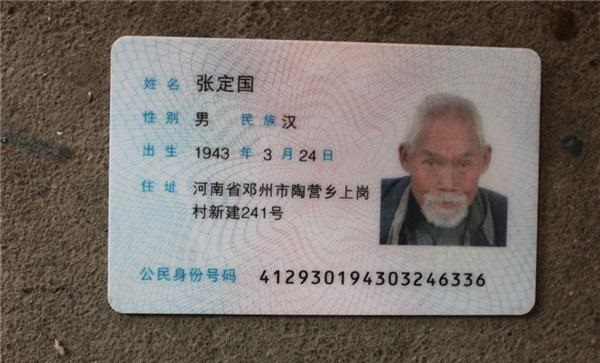 姓名 张定国
性别 男 民族 汉
出生 1943 年 3 月 24 日
住址 河南省邓州市陶营乡上岗
村新建241号
公民身份号码 412930194303246336